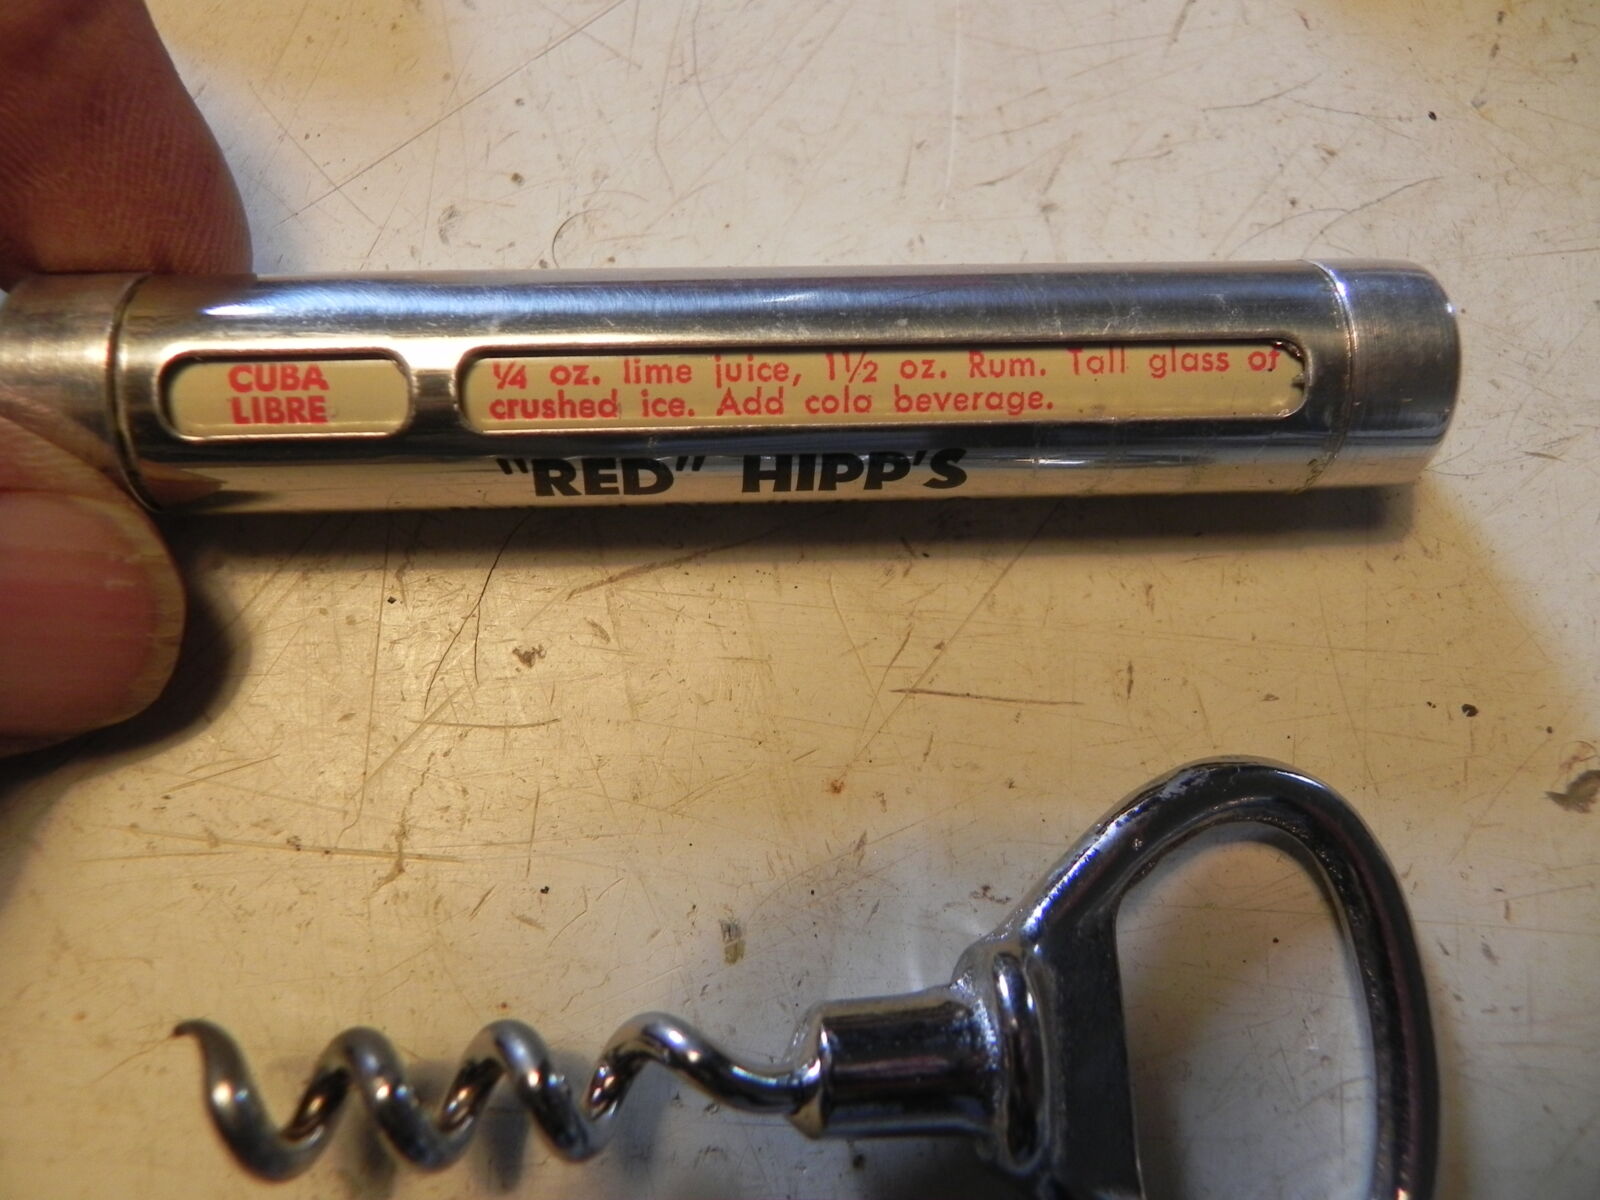 CUBA
LIBRE
¼ oz. lime juice, 1½ oz. Rum. Tall glass of
crushed ice. Add cola beverage.
"RED" HIPP'S